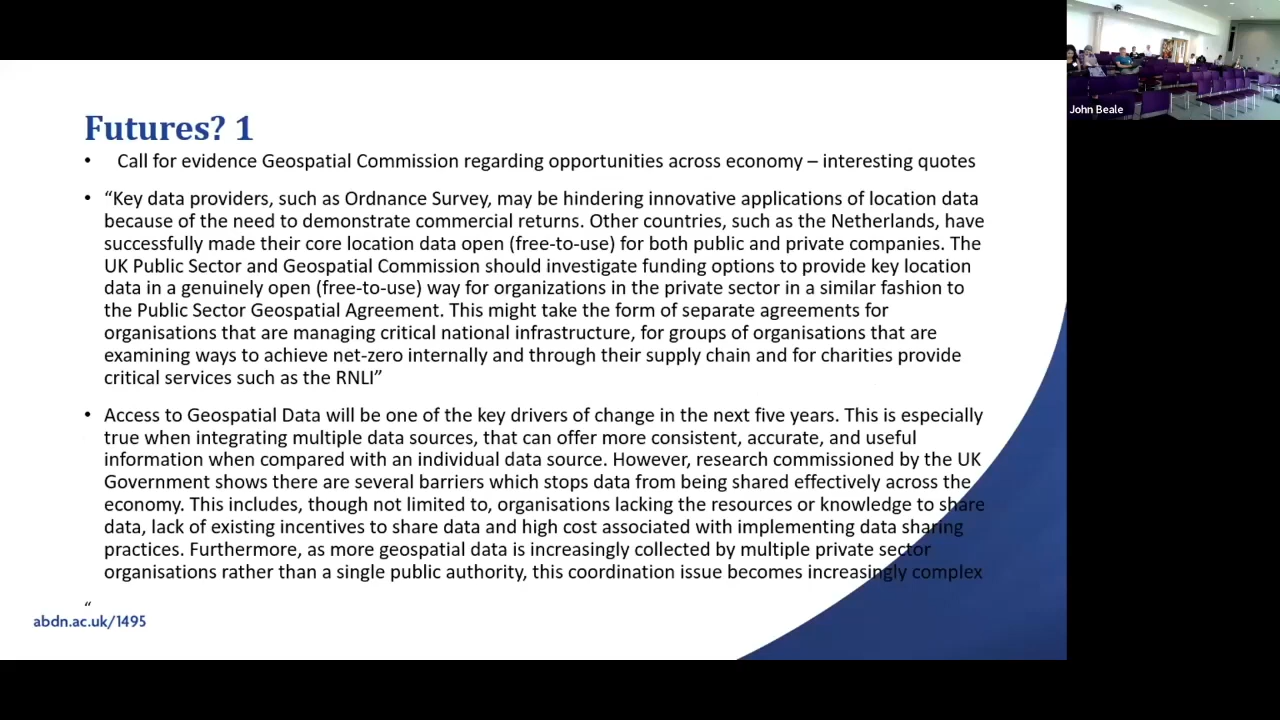 John Beale
Futures? 1
• Call for evidence Geospatial Commission regarding opportunities across economy – interesting quotes
• “Key data providers, such as Ordnance Survey, may be hindering innovative applications of location data
because of the need to demonstrate commercial returns. Other countries, such as the Netherlands, have
successfully made their core location data open (free-to-use) for both public and private companies. The
UK Public Sector and Geospatial Commission should investigate funding options to provide key location
data in a genuinely open (free-to-use) way for organizations in the private sector in a similar fashion to
the Public Sector Geospatial Agreement. This might take the form of separate agreements for
organisations that are managing critical national infrastructure, for groups of organisations that are
examining ways to achieve net-zero internally and through their supply chain and for charities provide
critical services such as the RNLI”
• Access to Geospatial Data will be one of the key drivers of change in the next five years. This is especially
true when integrating multiple data sources, that can offer more consistent, accurate, and useful
information when compared with an individual data source. However, research commissioned by the UK
Government shows there are several barriers which stops data from being shared effectively across the
economy. This includes, though not limited to, organisations lacking the resources or knowledge to share
data, lack of existing incentives to share data and high cost associated with implementing data sharing
practices. Furthermore, as more geospatial data is increasingly collected by multiple private sector
organisations rather than a single public authority, this coordination issue becomes increasingly complex
“
abdn.ac.uk/1495